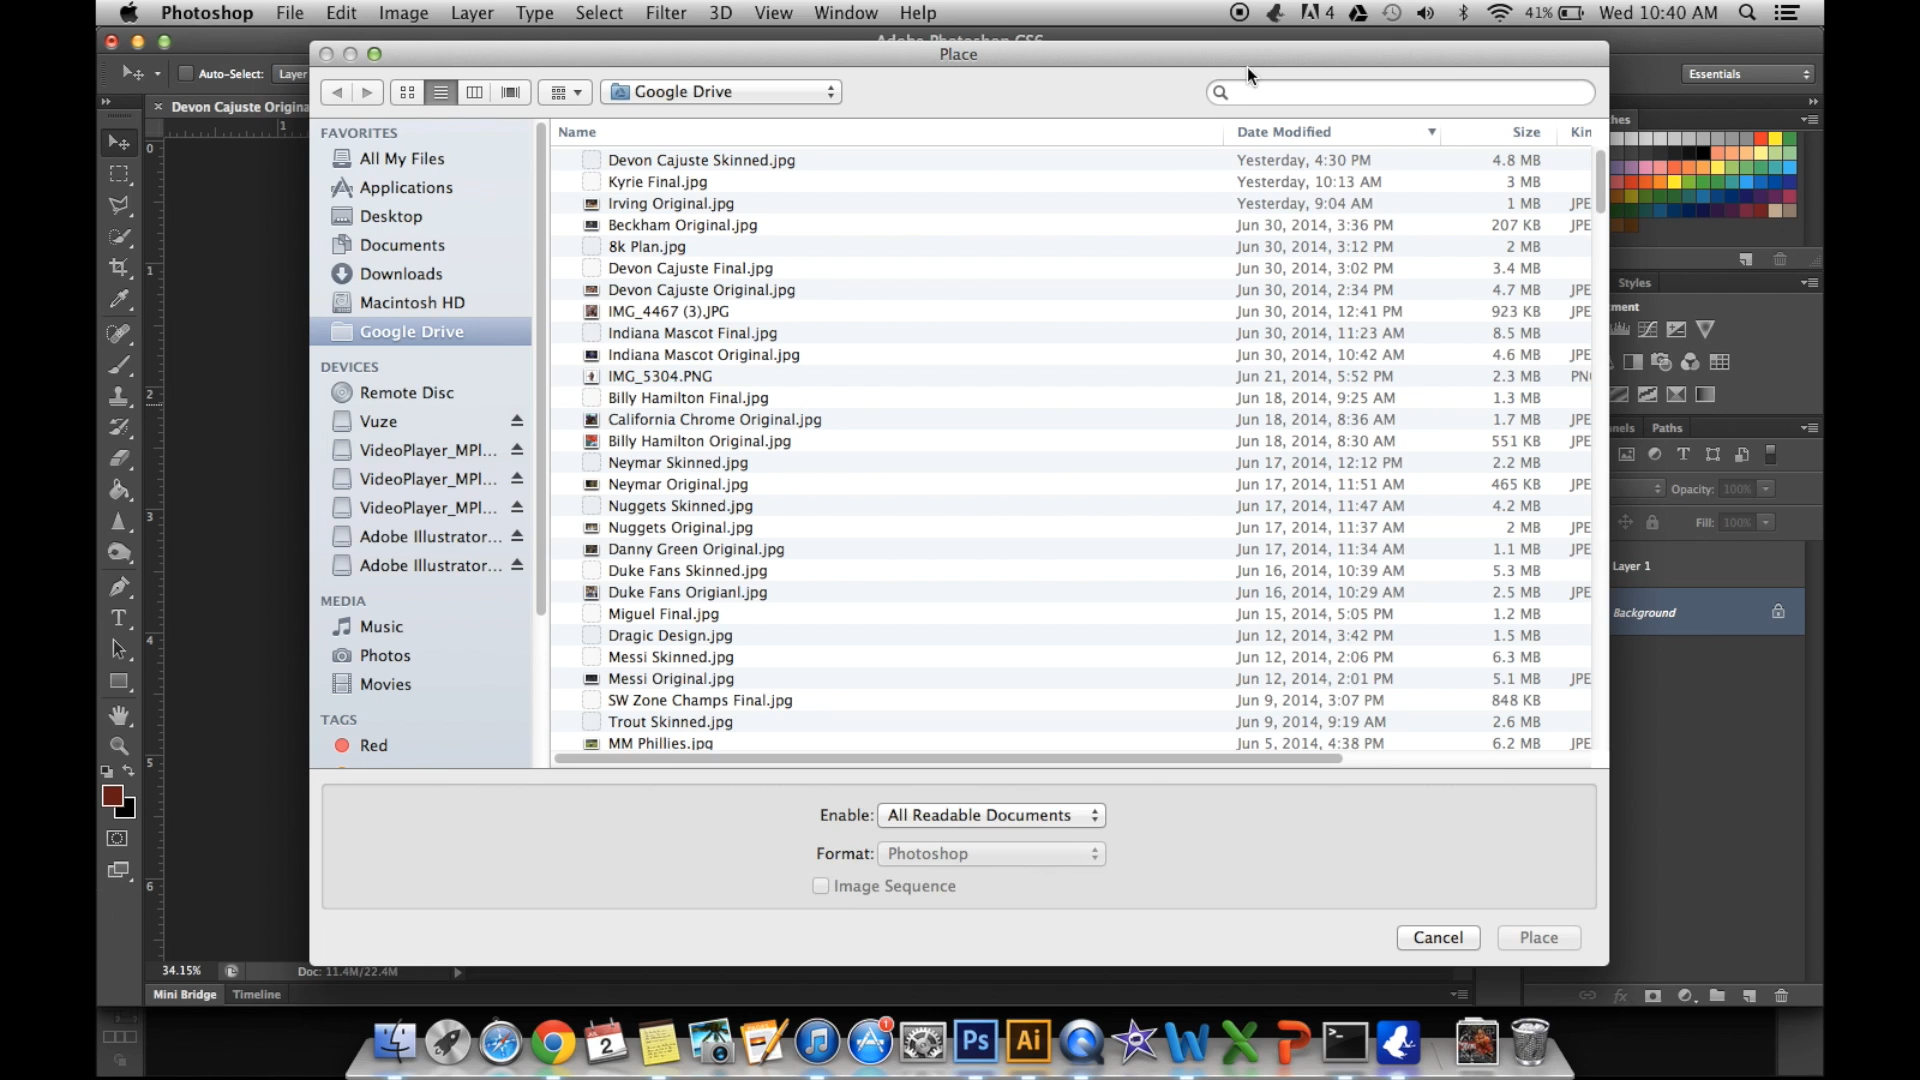 Photoshop File Edit Image Layer Type Select Filter 3D View Window Help 4 41% Wed 10:40 AM
Place
Auto-Select: Layer
Essentials
Google Drive
Devon Cajuste Origina
FAVORITES
All My Files
Applications
Desktop
Documents
Downloads
Macintosh HD
Google Drive
DEVICES
Remote Disc
Vuze
VideoPlayer_MPl...
VideoPlayer_MPl...
VideoPlayer_MPl...
Adobe Illustrator...
Adobe Illustrator...
MEDIA
Music
Photos
Movies
TAGS
Red
Name Date Modified Size Kin
Devon Cajuste Skinned.jpg Yesterday, 4:30 PM 4.8 MB
Kyrie Final.jpg Yesterday, 10:13 AM 3 MB
Irving Original.jpg Yesterday, 9:04 AM 1 MB JPE
Beckham Original.jpg Jun 30, 2014, 3:36 PM 207 KB JPE
8k Plan.jpg Jun 30, 2014, 3:12 PM 2 MB
Devon Cajuste Final.jpg Jun 30, 2014, 3:02 PM 3.4 MB
Devon Cajuste Original.jpg Jun 30, 2014, 2:34 PM 4.7 MB JPE
IMG_4467 (3).JPG Jun 30, 2014, 12:41 PM 923 KB JPE
Indiana Mascot Final.jpg Jun 30, 2014, 11:23 AM 8.5 MB
Indiana Mascot Original.jpg Jun 30, 2014, 10:42 AM 4.6 MB JPE
IMG_5304.PNG Jun 21, 2014, 5:52 PM 2.3 MB PN
Billy Hamilton Final.jpg Jun 18, 2014, 9:25 AM 1.3 MB
California Chrome Original.jpg Jun 18, 2014, 8:36 AM 1.7 MB JPE
Billy Hamilton Original.jpg Jun 18, 2014, 8:30 AM 551 KB JPE
Neymar Skinned.jpg Jun 17, 2014, 12:12 PM 2.2 MB
Neymar Original.jpg Jun 17, 2014, 11:51 AM 465 KB JPE
Nuggets Skinned.jpg Jun 17, 2014, 11:47 AM 4.2 MB
Nuggets Original.jpg Jun 17, 2014, 11:37 AM 2 MB JPE
Danny Green Original.jpg Jun 17, 2014, 11:34 AM 1.1 MB JPE
Duke Fans Skinned.jpg Jun 16, 2014, 10:39 AM 5.3 MB
Duke Fans Origianl.jpg Jun 16, 2014, 10:29 AM 2.5 MB JPE
Miguel Final.jpg Jun 15, 2014, 5:05 PM 1.2 MB
Dragic Design.jpg Jun 12, 2014, 3:42 PM 1.5 MB
Messi Skinned.jpg Jun 12, 2014, 2:06 PM 6.3 MB
Messi Original.jpg Jun 12, 2014, 2:01 PM 5.1 MB JPE
SW Zone Champs Final.jpg Jun 9, 2014, 3:07 PM 848 KB
Trout Skinned.jpg Jun 9, 2014, 9:19 AM 2.6 MB
MM Phillies.jpg Jun 5, 2014, 4:38 PM 6.2 MB JPE
hes
Styles
ment
nels Paths
Opacity: 100%
Fill: 100%
Layer 1
Background
Enable: All Readable Documents
Format: Photoshop
Image Sequence
Cancel Place
34.15% Doc: 11.4M/22.4M
Mini Bridge Timeline
2 1 Ps Ai W X P